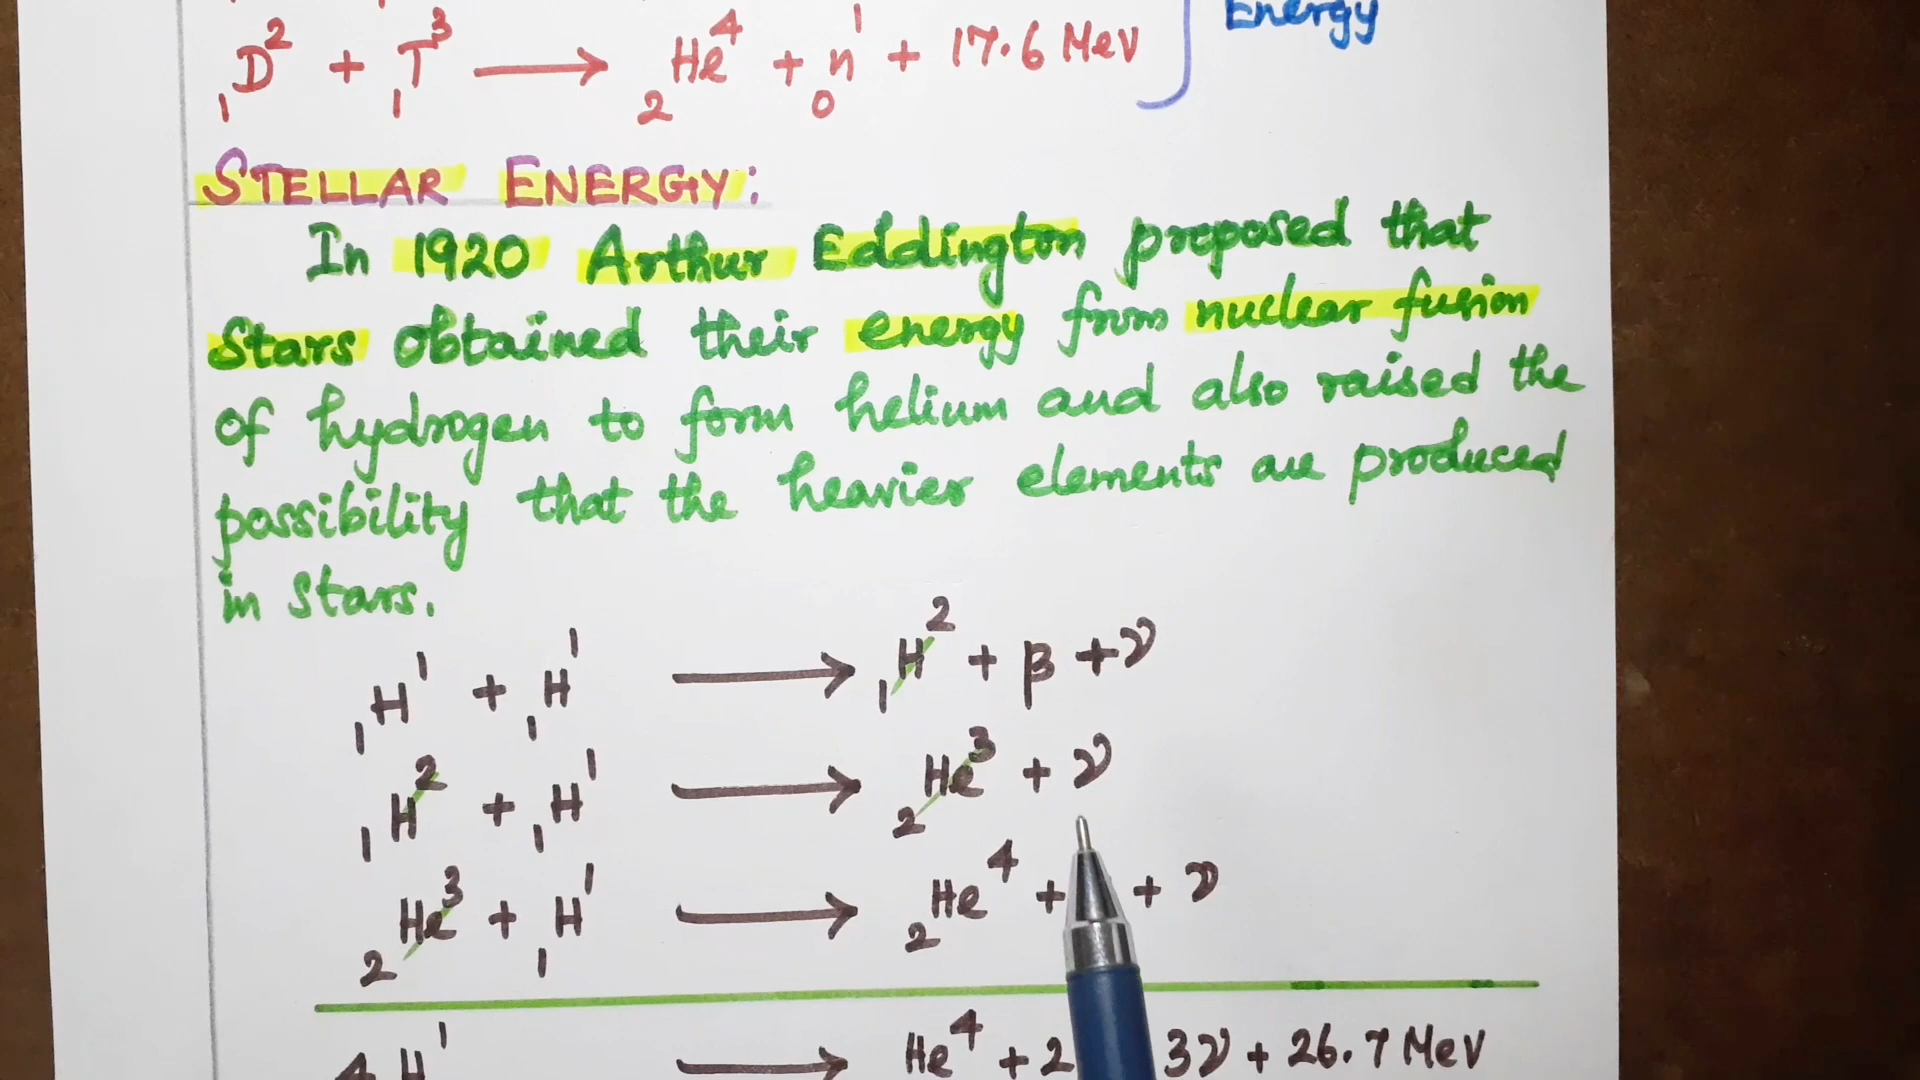 Energy
₁D² + ₁T³ ⟶ ₂He⁴ + ₀n¹ + 17.6 MeV
STELLAR ENERGY:
In 1920 Arthur Eddington proposed that
Stars obtained their energy from nuclear fusion
of hydrogen to form helium and also raised the
possibility that the heavier elements are produced
in stars.
₁H¹ + ₁H¹ ⟶ ₁H² + β + ν
₁H² + ₁H¹ ⟶ ₂He³ + ν
₂He³ + ₁H¹ ⟶ ₂He⁴ + + ν
4 H¹ ⟶ He⁴ + 2 3ν + 26.7 MeV